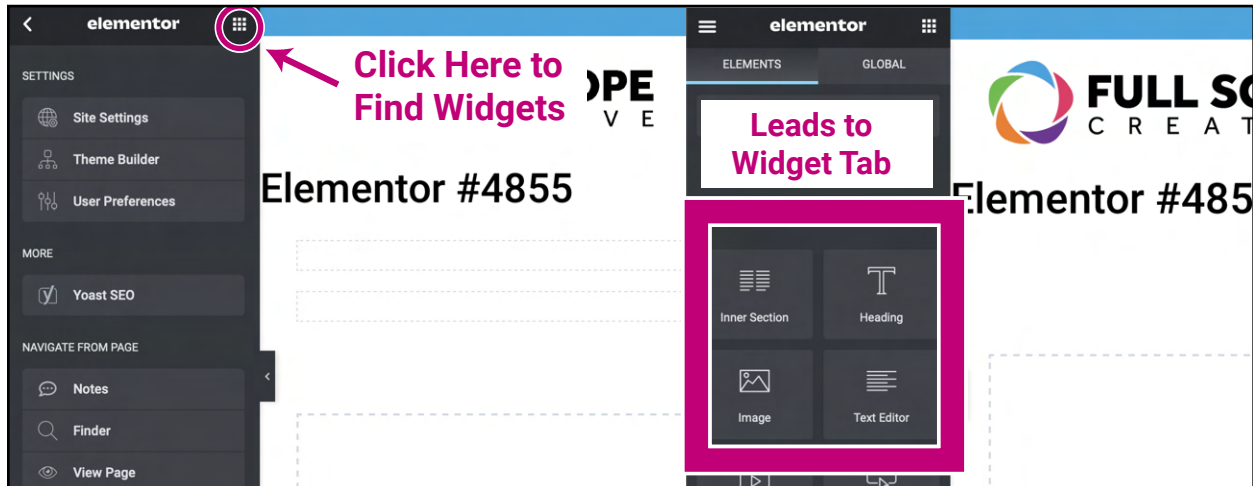 elementor
SETTINGS
Site Settings
Theme Builder
User Preferences
MORE
Yoast SEO
NAVIGATE FROM PAGE
Notes
Finder
View Page
Click Here to
Find Widgets
OPE
V E
Elementor #4855
elementor
ELEMENTS
GLOBAL
Leads to
Widget Tab
Inner Section
Heading
Image
Text Editor
FULL SC
C R E A T
Elementor #485